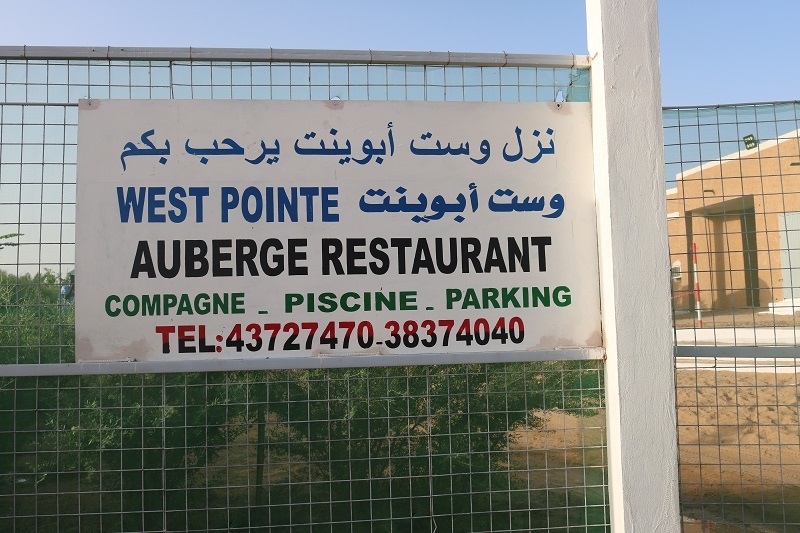 نزل وست أبوينت يرحب بكم
WEST POINTE وست أبوينت
AUBERGE RESTAURANT
COMPAGNE - PISCINE - PARKING
TEL:43727470-38374040